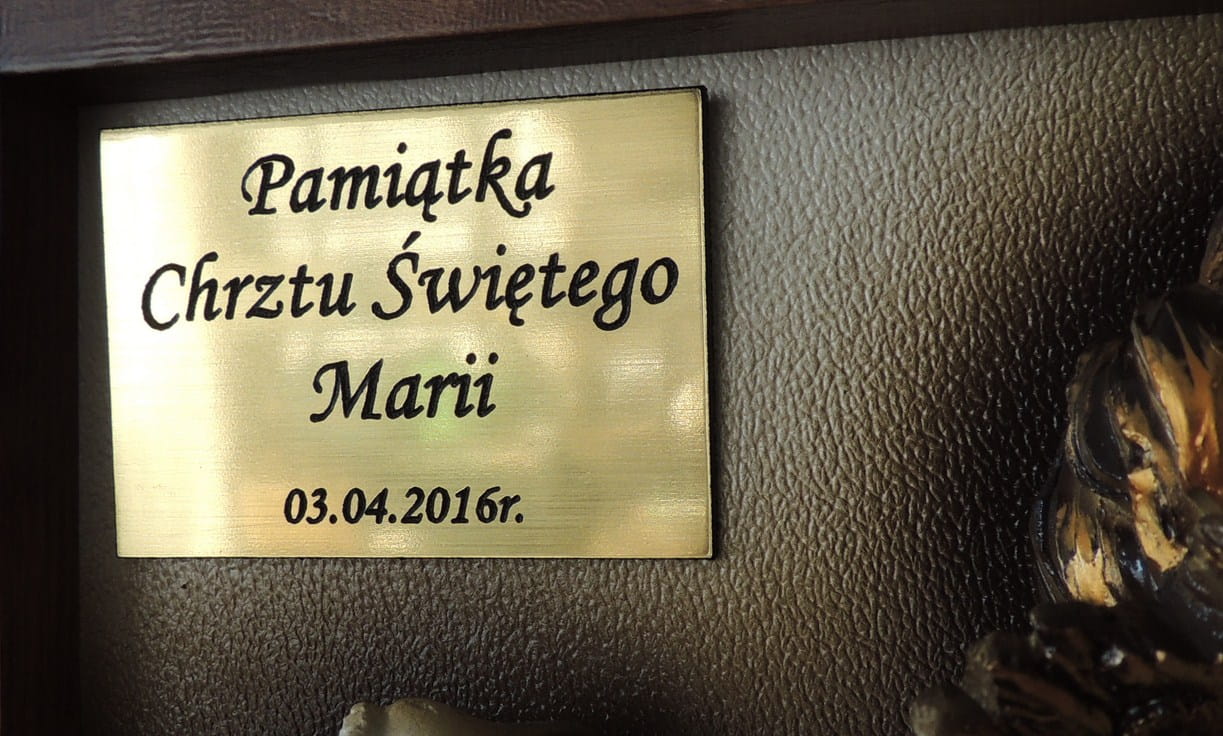 Pamiątka
Chrztu Świętego
Marii
03.04.2016r.